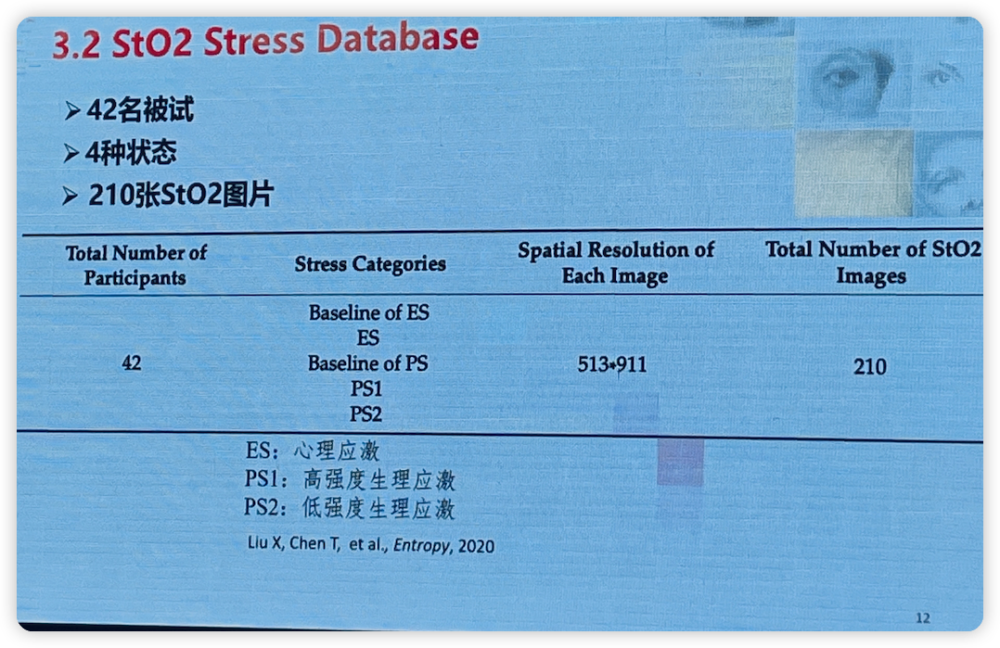 3.2 StO2 Stress Database
➢ 42名被试
➢ 4种状态
➢ 210张StO2图片
Total Number of Participants
Stress Categories
Spatial Resolution of Each Image
Total Number of StO2 Images
42
Baseline of ES
ES
Baseline of PS
PS1
PS2
513*911
210
ES：心理应激
PS1：高强度生理应激
PS2：低强度生理应激
Liu X, Chen T, et al., Entropy, 2020
12